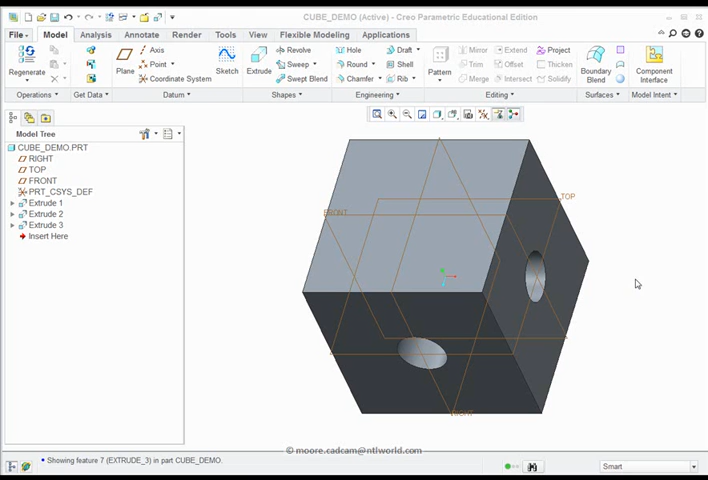 CUBE_DEMO (Active) - Creo Parametric Educational Edition
File Model Analysis Annotate Render Tools View Flexible Modeling Applications
Regenerate
Operations
Get Data
Plane
Axis
Point
Coordinate System
Sketch
Datum
Extrude
Revolve
Sweep
Swept Blend
Shapes
Hole
Round
Chamfer
Draft
Shell
Rib
Engineering
Pattern
Mirror Extend Project
Trim Offset Thicken
Merge Intersect Solidify
Editing
Boundary
Blend
Surfaces
Component
Interface
Model Intent
Model Tree
CUBE_DEMO.PRT
RIGHT
TOP
FRONT
PRT_CSYS_DEF
Extrude 1
Extrude 2
Extrude 3
Insert Here
TOP
FRONT
RIGHT
© moore.cadcam@ntlworld.com
• Showing feature 7 (EXTRUDE_3) in part CUBE_DEMO.
Smart